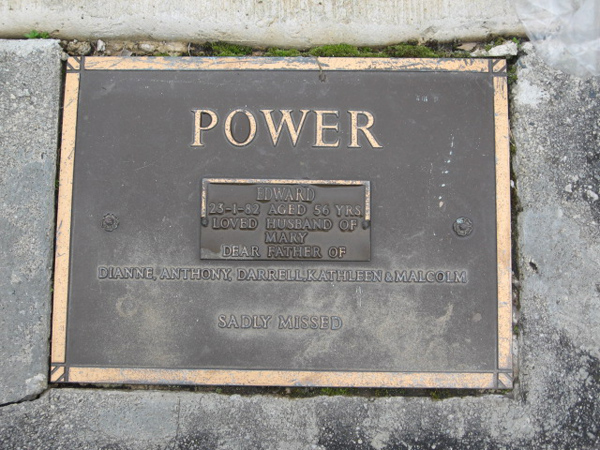 POWER
EDWARD
23-1-82 AGED 56 YRS
LOVED HUSBAND OF
MARY
DEAR FATHER OF
DIANNE, ANTHONY, DARRELL, KATHLEEN & MALCOLM
SADLY MISSED